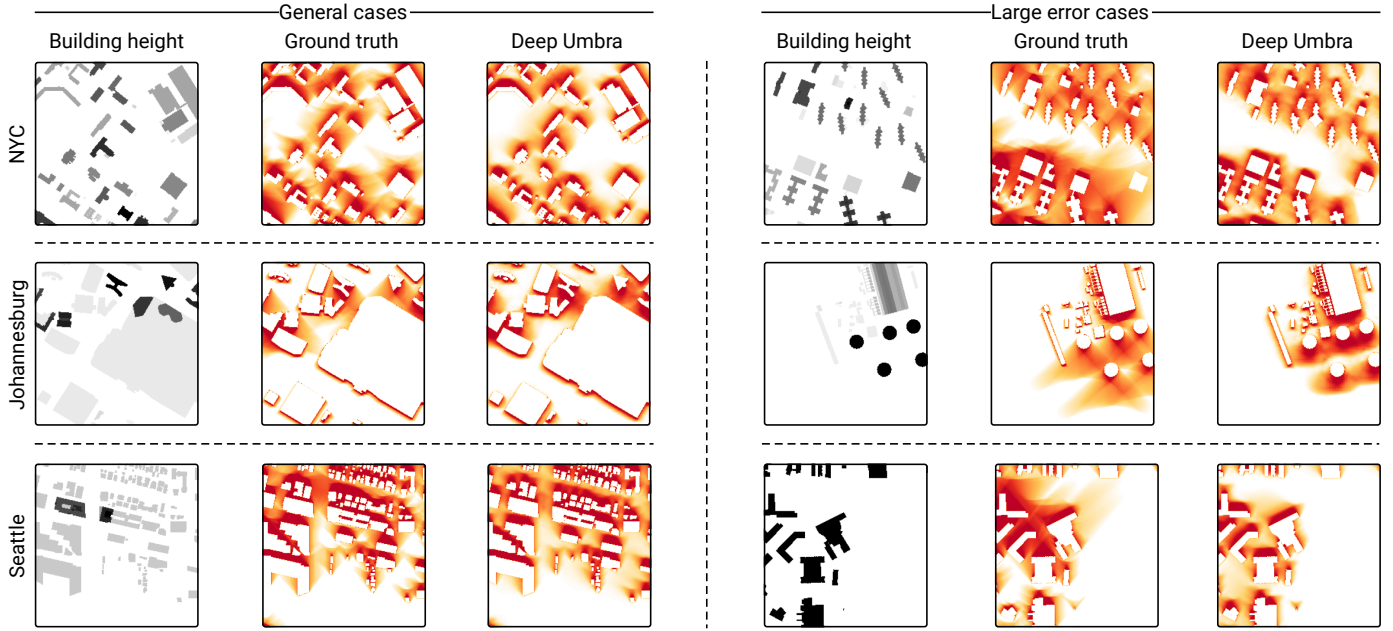 General cases
Large error cases
Building height
Ground truth
Deep Umbra
Building height
Ground truth
Deep Umbra
NYC
Johannesburg
Seattle